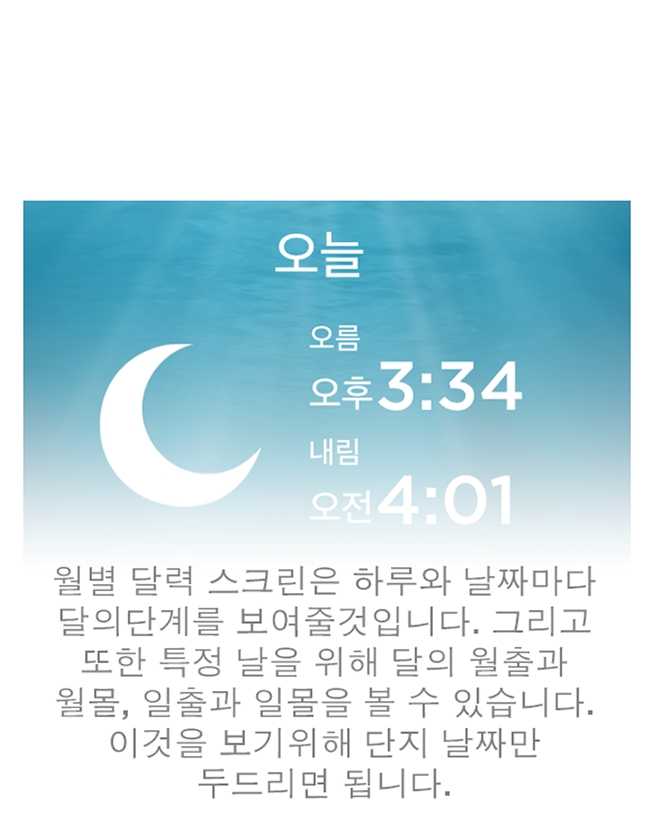 오늘
오름
오후 3:34
내림
오전 4:01
월별 달력 스크린은 하루와 날짜마다
달의단계를 보여줄것입니다. 그리고
또한 특정 날을 위해 달의 월출과
월몰, 일출과 일몰을 볼 수 있습니다.
이것을 보기위해 단지 날짜만
두드리면 됩니다.